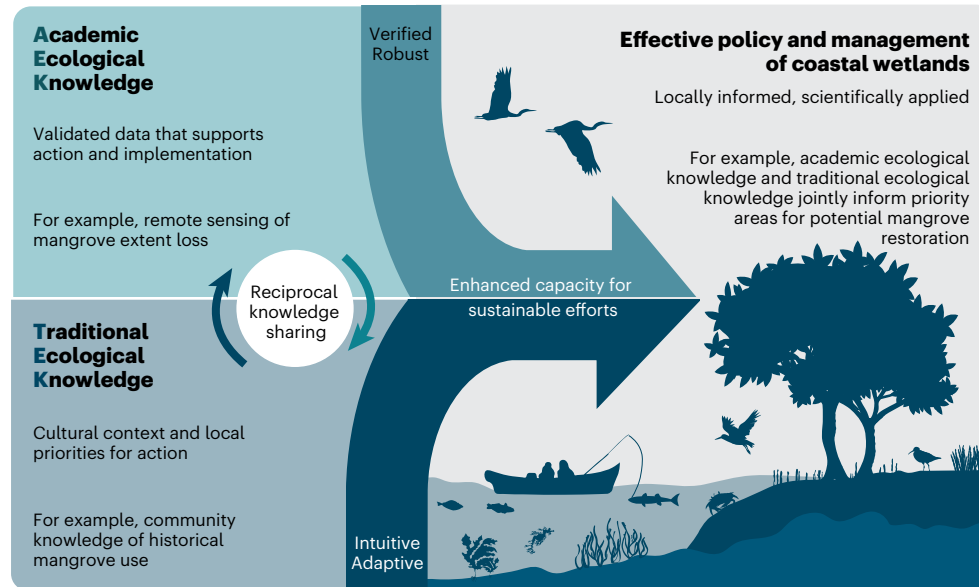 Academic
Ecological
Knowledge
Validated data that supports
action and implementation
For example, remote sensing of
mangrove extent loss
Traditional
Ecological
Knowledge
Cultural context and local
priorities for action
For example, community
knowledge of historical
mangrove use
Reciprocal
knowledge
sharing
Verified
Robust
Intuitive
Adaptive
Enhanced capacity for
sustainable efforts
Effective policy and management
of coastal wetlands
Locally informed, scientifically applied
For example, academic ecological
knowledge and traditional ecological
knowledge jointly inform priority
areas for potential mangrove
restoration